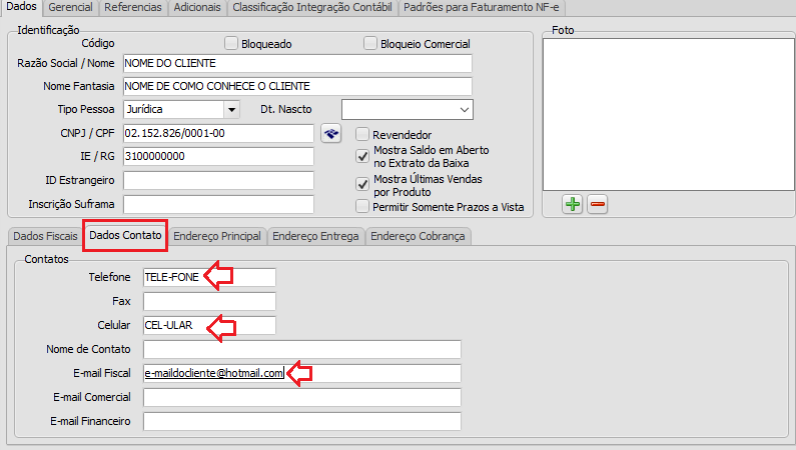 Dados Gerencial Referencias Adicionais Classificação Integração Contábil Padrões para Faturamento NF-e
Identificação
Código Bloqueado Bloqueio Comercial
Razão Social / Nome NOME DO CLIENTE
Nome Fantasia NOME DE COMO CONHECE O CLIENTE
Tipo Pessoa Jurídica Dt. Nascto
CNPJ / CPF 02.152.826/0001-00 Revendedor
IE / RG 3100000000 Mostra Saldo em Aberto
no Extrato da Baixa
ID Estrangeiro Mostra Últimas Vendas
por Produto
Inscrição Suframa Permitir Somente Prazos a Vista
Foto
Dados Fiscais Dados Contato Endereço Principal Endereço Entrega Endereço Cobrança
Contatos
Telefone TELE-FONE
Fax
Celular CEL-ULAR
Nome de Contato
E-mail Fiscal e-maildocliente@hotmail.com
E-mail Comercial
E-mail Financeiro